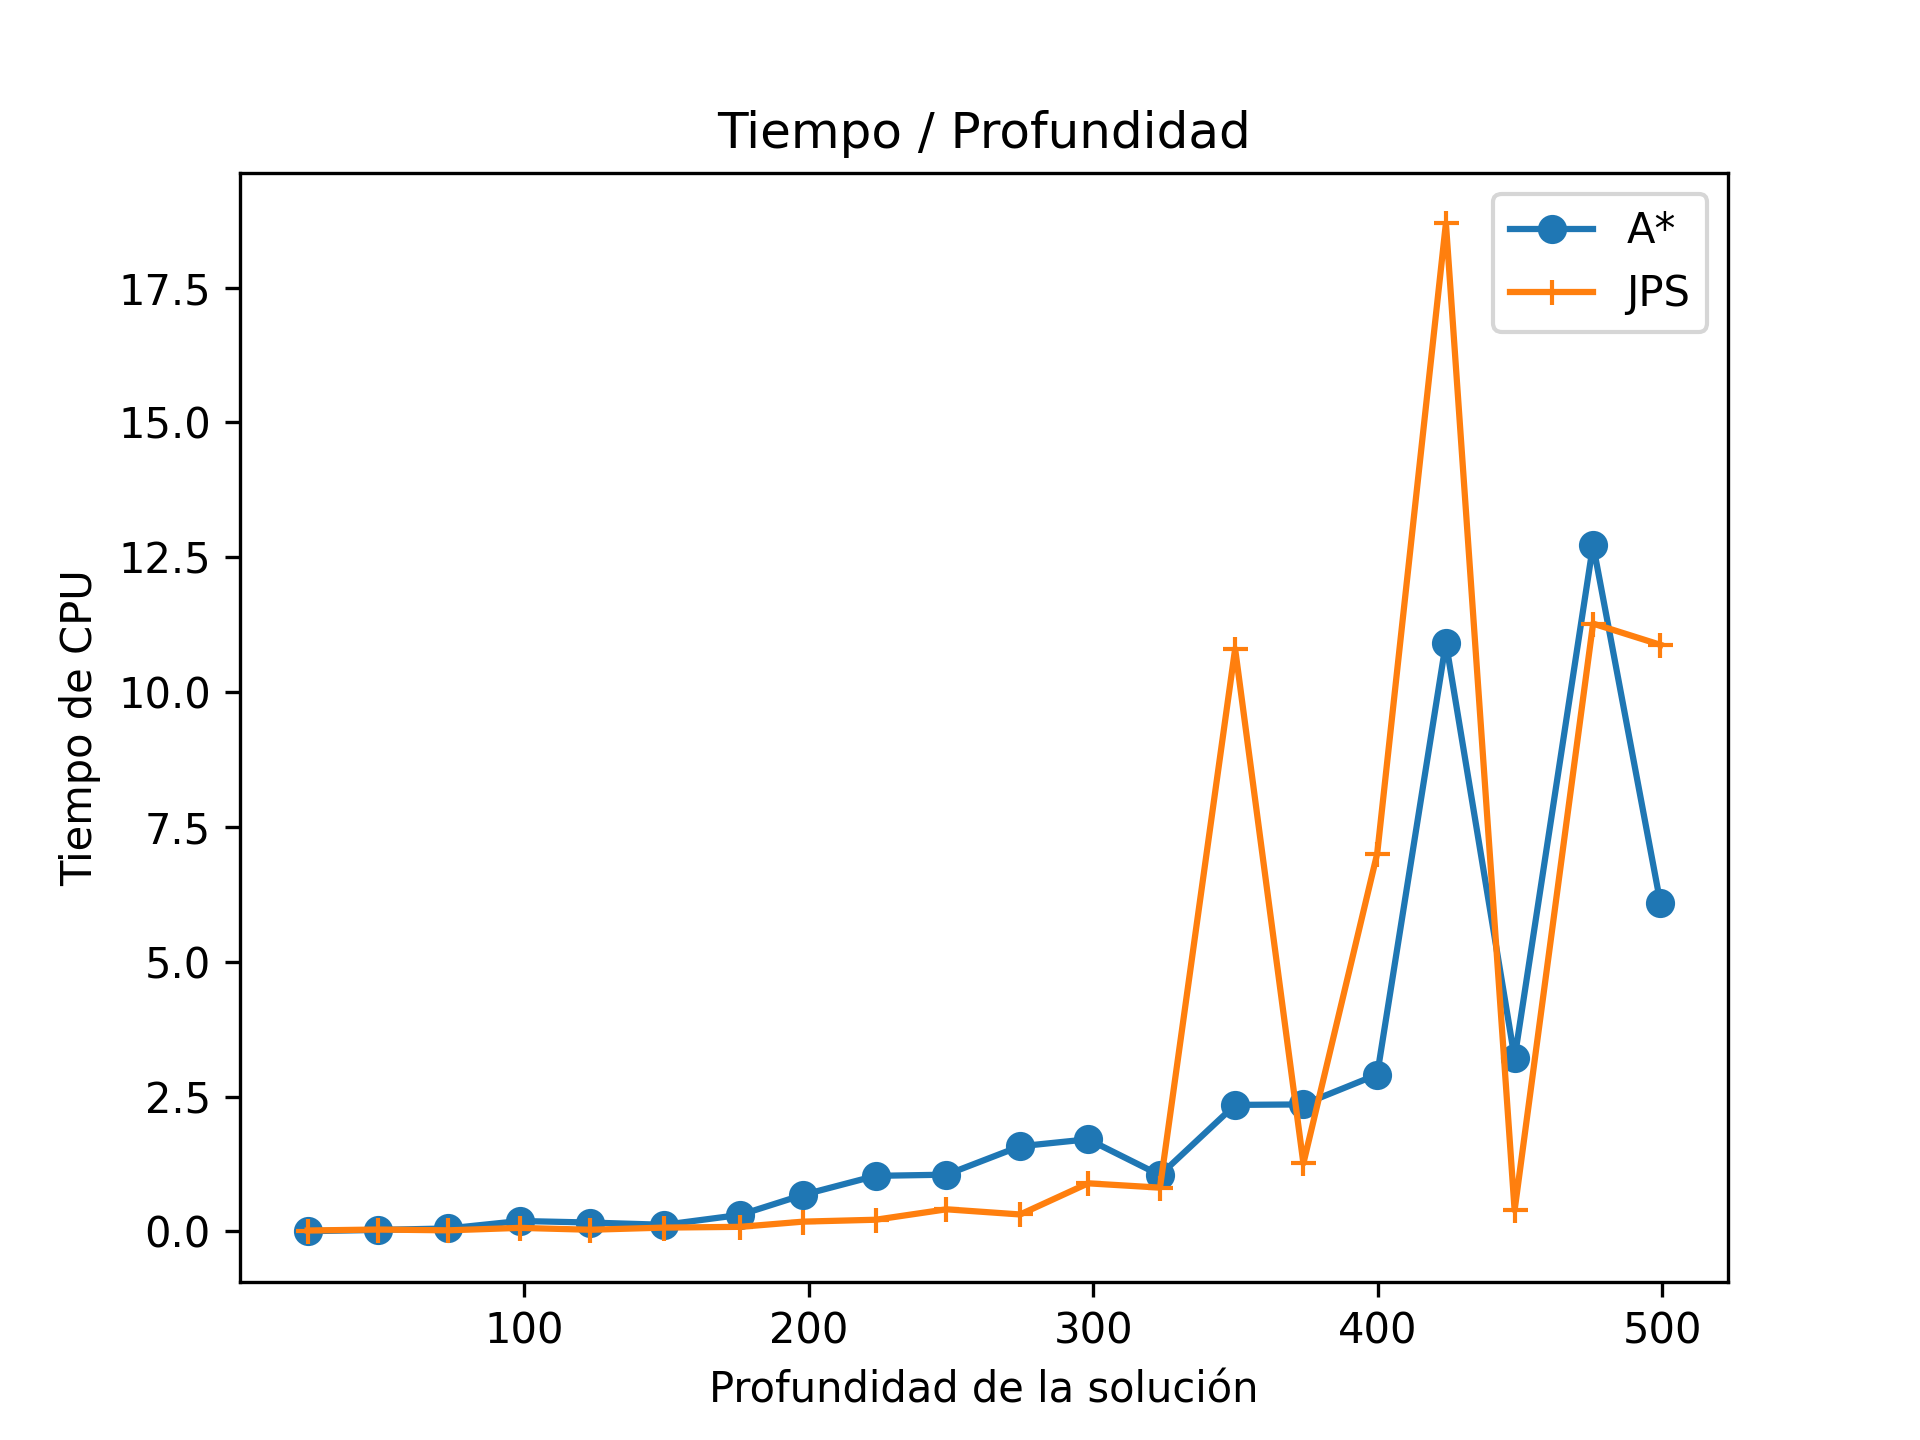 Tiempo / Profundidad
A*
JPS
17.5
15.0
12.5
10.0
7.5
5.0
2.5
0.0
Tiempo de CPU
100 200 300 400 500
Profundidad de la solución